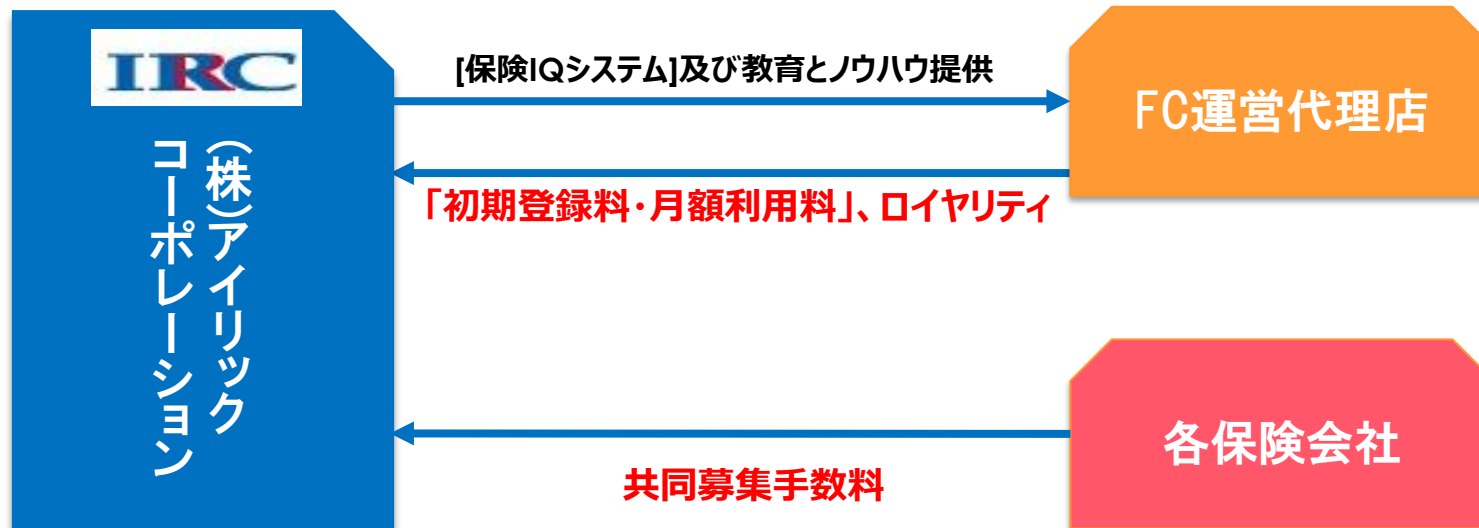 IRC
(株)アイリック
コーポレーション
[保険IQシステム]及び教育とノウハウ提供
「初期登録料・月額利用料」、ロイヤリティ
FC運営代理店
共同募集手数料
各保険会社